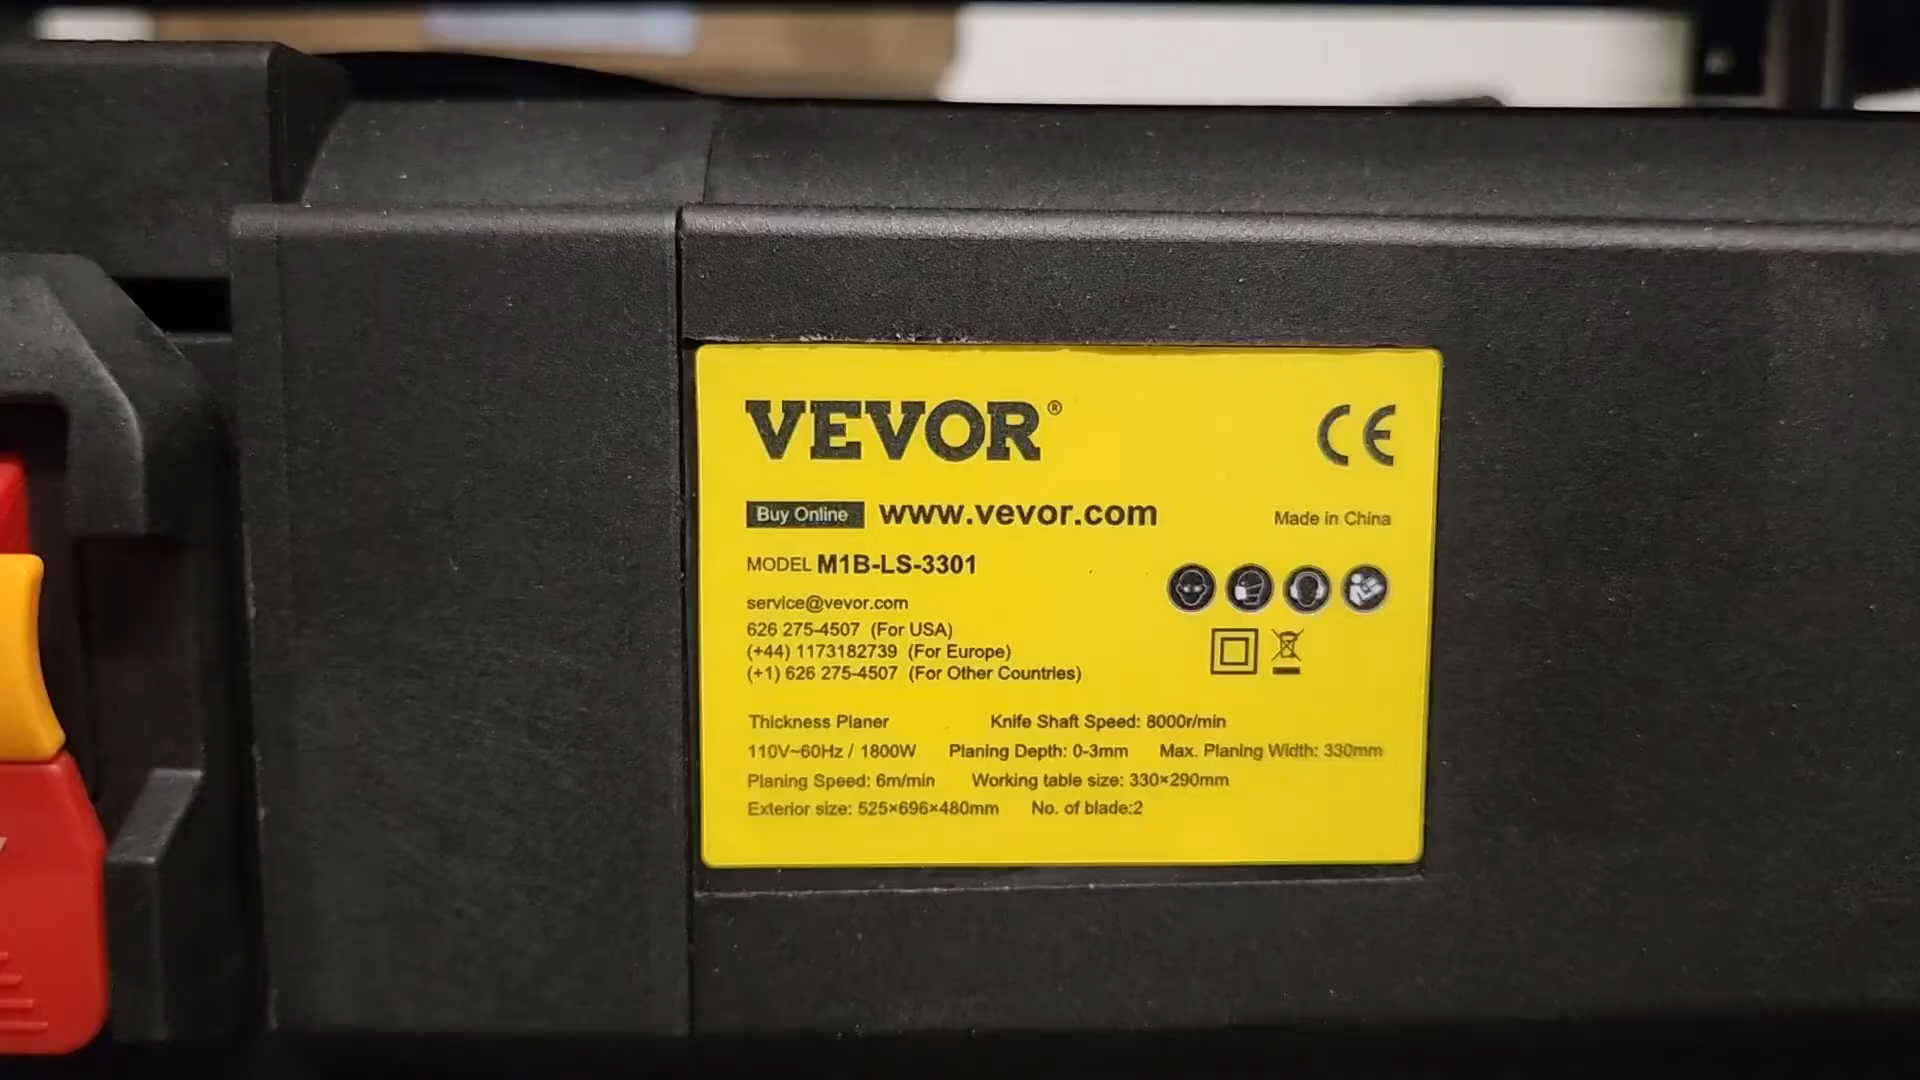 VEVOR®
CE
Buy Online www.vevor.com
Made in China
MODEL M1B-LS-3301
service@vevor.com
626 275-4507 (For USA)
(+44) 1173182739 (For Europe)
(+1) 626 275-4507 (For Other Countries)
Thickness Planer Knife Shaft Speed: 8000r/min
110V~60Hz / 1800W Planing Depth: 0-3mm Max. Planing Width: 330mm
Planing Speed: 6m/min Working table size: 330×290mm
Exterior size: 525×696×480mm No. of blade:2